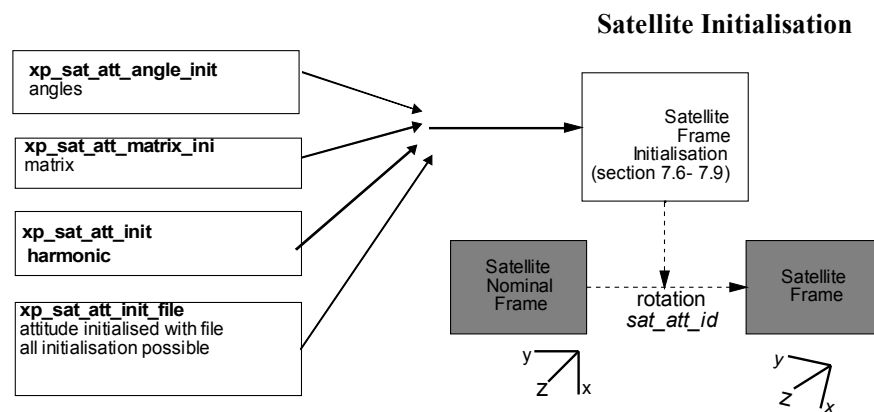 Satellite Initialisation
xp_sat_att_angle_init
angles
xp_sat_att_matrix_ini
matrix
xp_sat_att_init
harmonic
xp_sat_att_init_file
attitude initialised with file
all initialisation possible
Satellite
Frame
Initialisation
(section 7.6- 7.9)
Satellite
Nominal
Frame
rotation
sat_att_id
Satellite
Frame
y
z
x
y
z
x